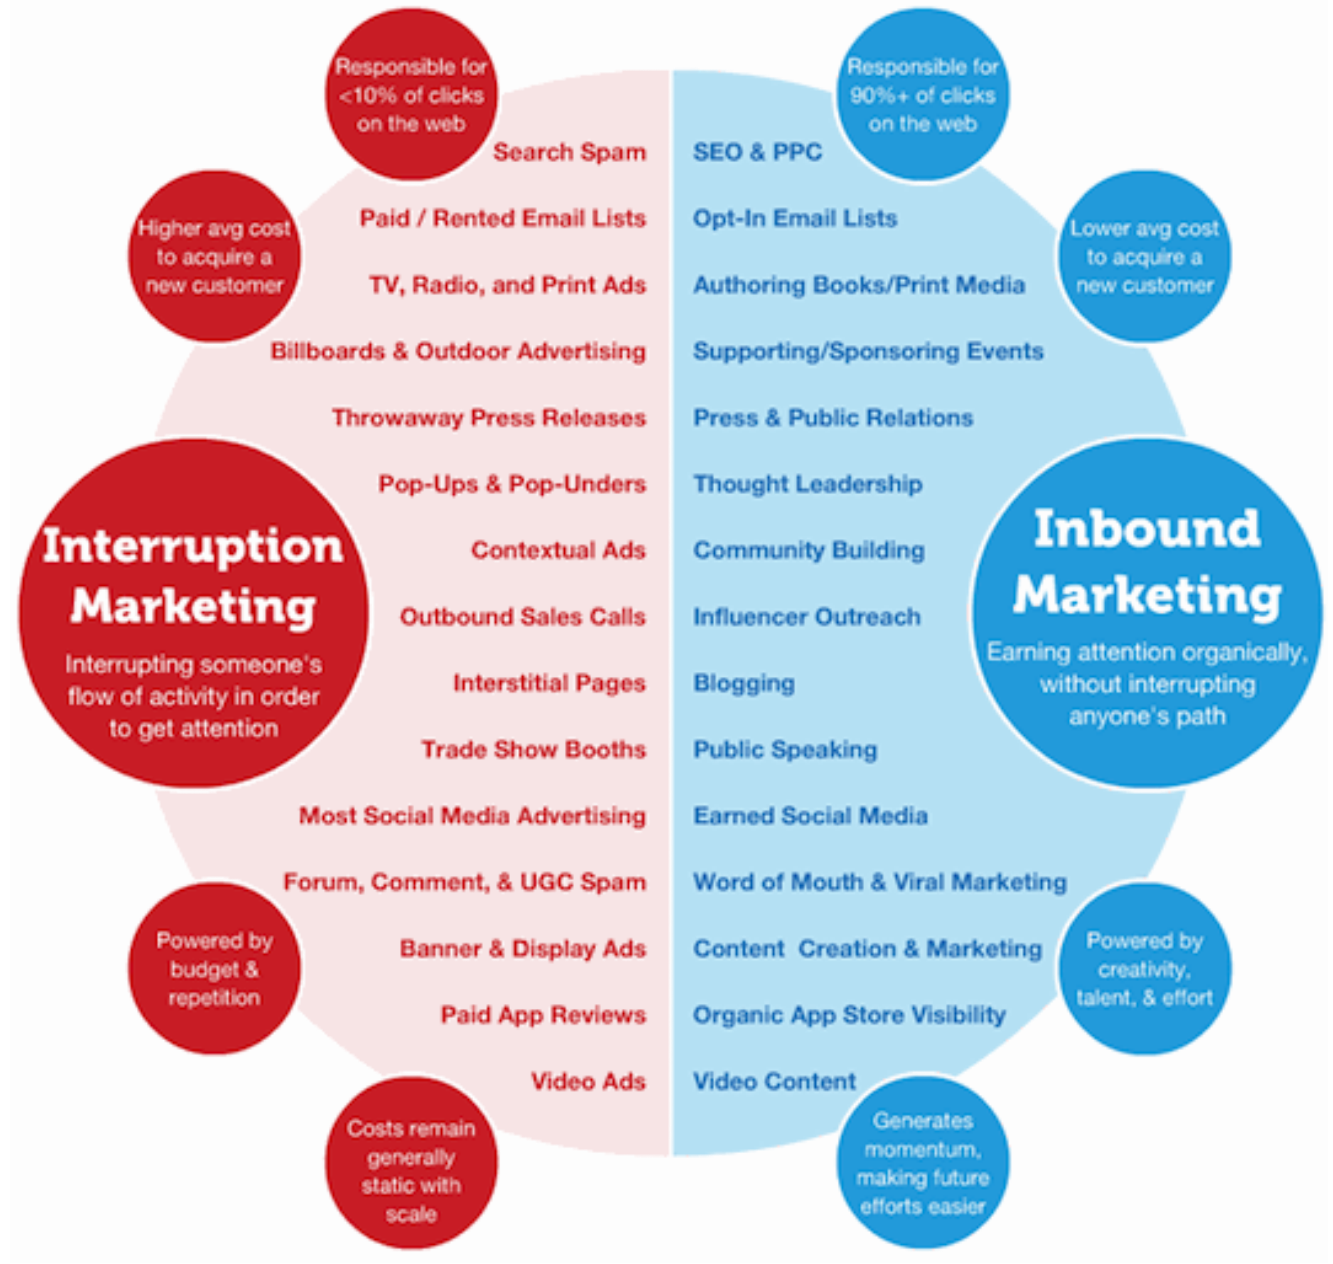 Responsible for
<10% of clicks
on the web
Responsible for
90%+ of clicks
on the web
Higher avg cost
to acquire a
new customer
Lower avg cost
to acquire a
new customer
Search Spam
SEO & PPC
Paid / Rented Email Lists
Opt-In Email Lists
TV, Radio, and Print Ads
Authoring Books/Print Media
Billboards & Outdoor Advertising
Supporting/Sponsoring Events
Throwaway Press Releases
Press & Public Relations
Pop-Ups & Pop-Unders
Thought Leadership
Contextual Ads
Community Building
Outbound Sales Calls
Influencer Outreach
Interstitial Pages
Blogging
Trade Show Booths
Public Speaking
Most Social Media Advertising
Earned Social Media
Forum, Comment, & UGC Spam
Word of Mouth & Viral Marketing
Banner & Display Ads
Content Creation & Marketing
Paid App Reviews
Organic App Store Visibility
Video Ads
Video Content
Interruption
Marketing
Interrupting someone's
flow of activity in order
to get attention
Inbound
Marketing
Earning attention organically,
without interrupting
anyone's path
Powered by
budget &
repetition
Powered by
creativity,
talent, & effort
Costs remain
generally
static with
scale
Generates
momentum,
making future
efforts easier